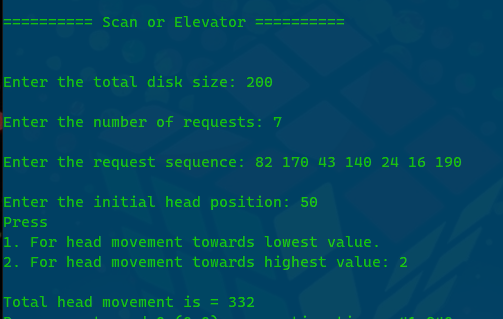 ========== Scan or Elevator ==========
Enter the total disk size: 200
Enter the number of requests: 7
Enter the request sequence: 82 170 43 140 24 16 190
Enter the initial head position: 50
Press
1. For head movement towards lowest value.
2. For head movement towards highest value: 2
Total head movement is = 332